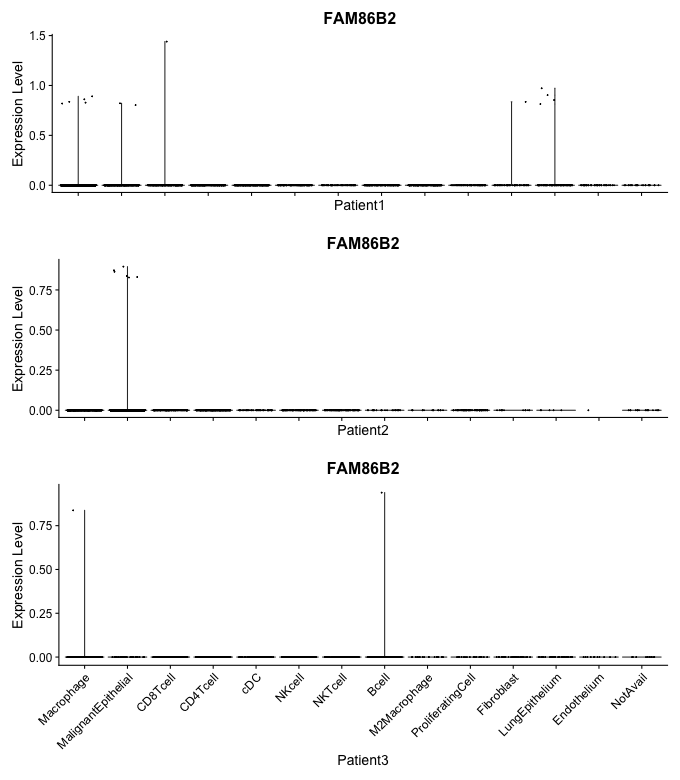 FAM86B2
Expression Level
1.5
1.0
0.5
0.0
Patient1
FAM86B2
Expression Level
0.75
0.50
0.25
0.00
Patient2
FAM86B2
Expression Level
0.75
0.50
0.25
0.00
Macrophage
MalignantEpithelial
CD8Tcell
CD4Tcell
cDC
NKcell
NKTcell
Bcell
M2Macrophage
ProliferatingCell
Fibroblast
LungEpithelium
Endothelium
NotAvail
Patient3